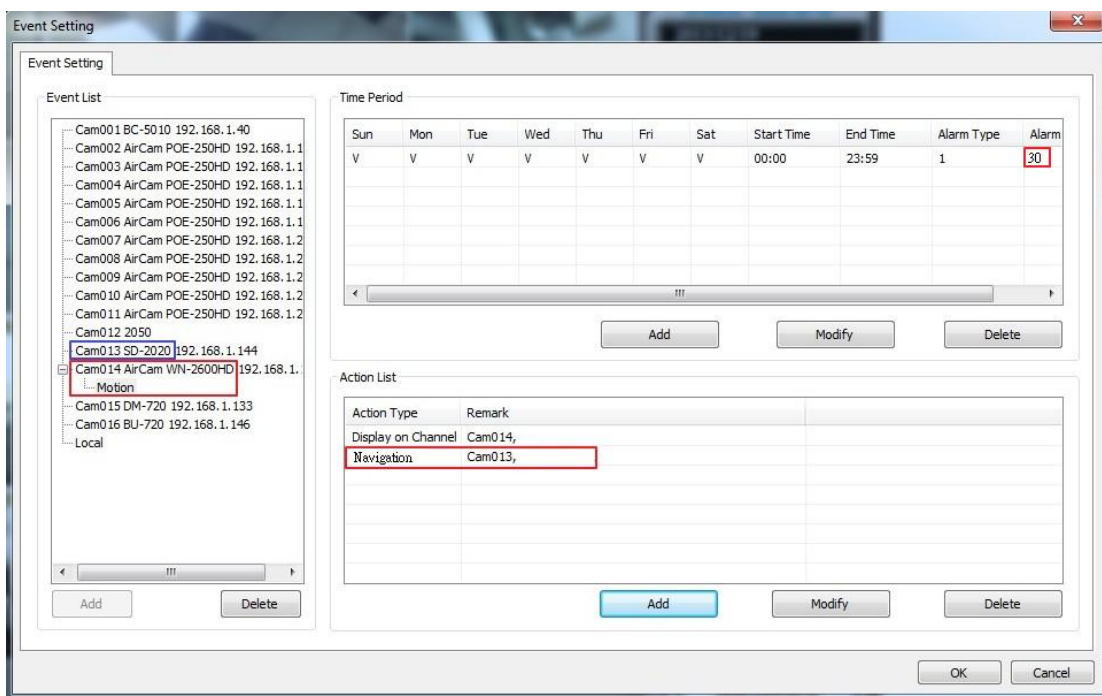 Event Setting
Event Setting
Event List
Cam001 BC-5010 192.168.1.40
Cam002 AirCam POE-250HD 192.168.1.1
Cam003 AirCam POE-250HD 192.168.1.1
Cam004 AirCam POE-250HD 192.168.1.1
Cam005 AirCam POE-250HD 192.168.1.1
Cam006 AirCam POE-250HD 192.168.1.1
Cam007 AirCam POE-250HD 192.168.1.2
Cam008 AirCam POE-250HD 192.168.1.2
Cam009 AirCam POE-250HD 192.168.1.2
Cam010 AirCam POE-250HD 192.168.1.2
Cam011 AirCam POE-250HD 192.168.1.2
Cam012 2050
Cam013 SD-2020 192.168.1.144
Cam014 AirCam WN-2600HD 192.168.1.
Motion
Cam015 DM-720 192.168.1.133
Cam016 BU-720 192.168.1.146
Local
Add Delete
Time Period
Sun Mon Tue Wed Thu Fri Sat Start Time End Time Alarm Type Alarm
V V V V V V V 00:00 23:59 1 30
Add Modify Delete
Action List
Action Type Remark
Display on Channel Cam014,
Navigation Cam013,
Add Modify Delete
OK Cancel